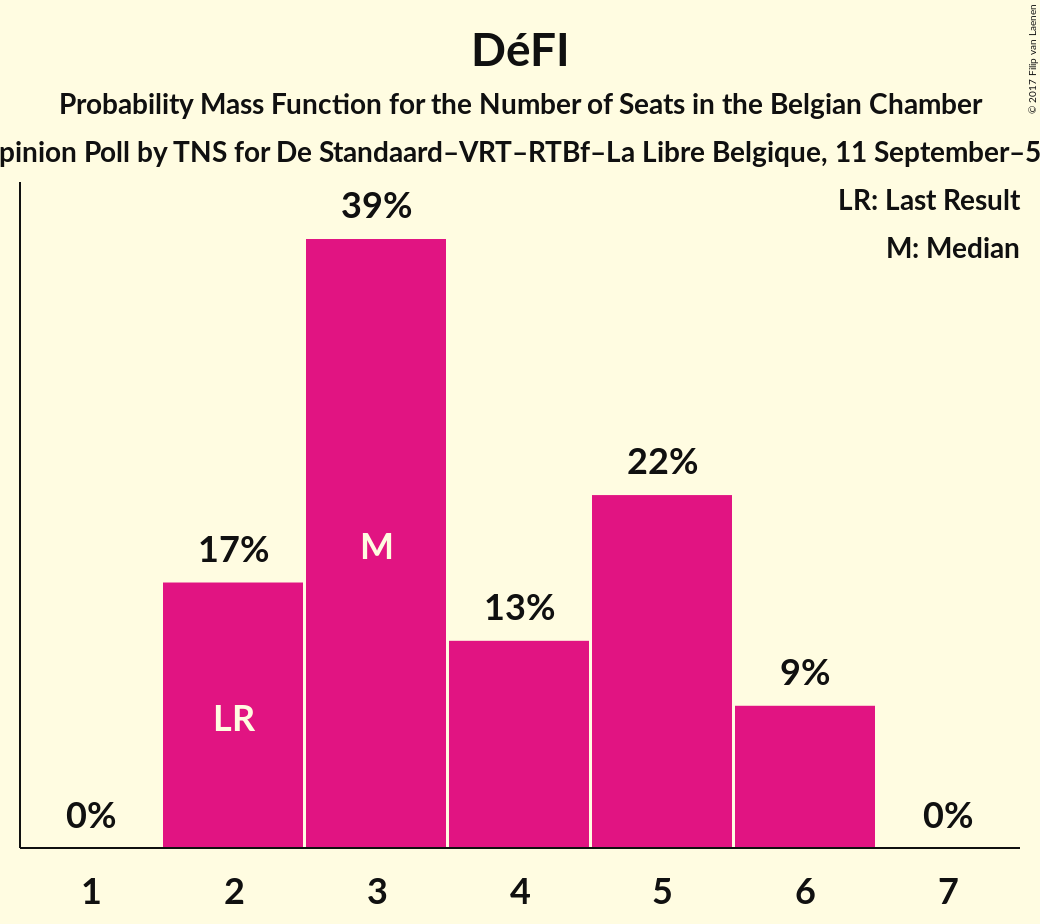 DéFI
Probability Mass Function for the Number of Seats in the Belgian Chamber
pinion Poll by TNS for De Standaard–VRT–RTBf–La Libre Belgique, 11 September–5
LR: Last Result
M: Median
39%
22%
17%
M
13%
9%
LR
0%
0%
1
2
3
4
5
6
7
© 2017 Filip van Laenen